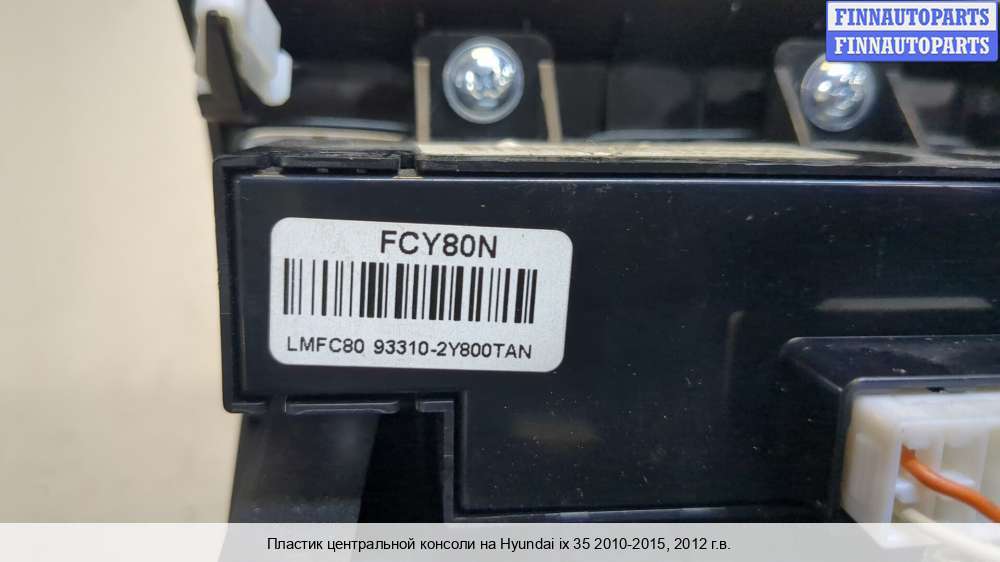 FINNAUTOPARTS
FINNAUTOPARTS
FCY80N
LMFC80 93310-2Y800TAN
Пластик центральной консоли на Hyundai ix 35 2010-2015, 2012 г.в.